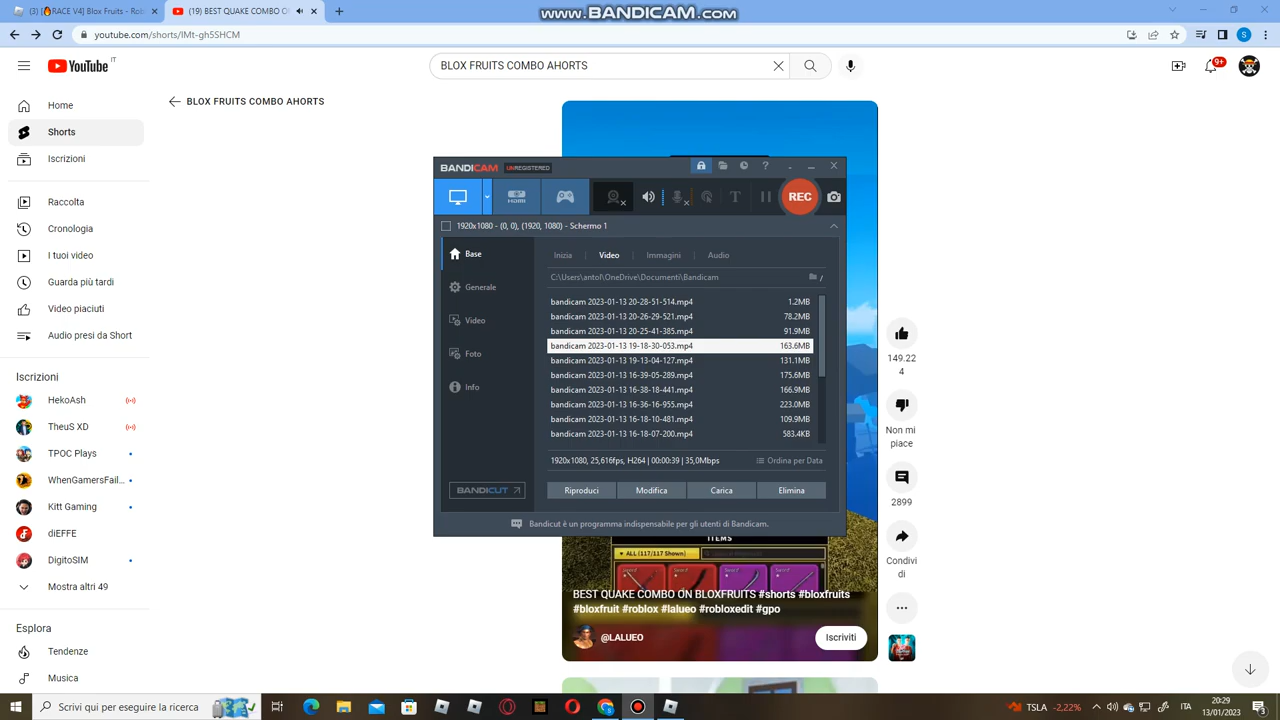 www.BANDICAM.com
(3) [🔥RACE V4] Blox Fruits - Rob
(9) BEST QUAKE COMBO O
youtube.com/shorts/lMt-gh5SHCM
S
YouTube IT
BLOX FRUITS COMBO AHORTS
9+
Home
Shorts
Iscrizioni
Raccolta
Cronologia
I tuoi video
Guarda più tardi
Video piaciuti
Audio presi da Short
Iscrizioni
HekoAsh
TheuS XD
TPOC Plays
WhenGamersFail...
Kitt Gaming
diEFFE
DigitoSIM
Mostra altri 49
Esplora
Tendenze
Musica
BLOX FRUITS COMBO AHORTS
BANDICAM UNREGISTERED
HDMI
REC
1920x1080 - (0, 0), (1920, 1080) - Schermo 1
Base
Generale
Video
Foto
Info
BANDICUT
Inizia Video Immagini Audio
C:\Users\antol\OneDrive\Documenti\Bandicam
bandicam 2023-01-13 20-28-51-514.mp4 1.2MB
bandicam 2023-01-13 20-26-29-521.mp4 78.2MB
bandicam 2023-01-13 20-25-41-385.mp4 91.9MB
bandicam 2023-01-13 19-18-30-053.mp4 163.6MB
bandicam 2023-01-13 19-13-04-127.mp4 131.1MB
bandicam 2023-01-13 16-39-05-289.mp4 175.6MB
bandicam 2023-01-13 16-38-18-441.mp4 166.9MB
bandicam 2023-01-13 16-36-16-955.mp4 223.0MB
bandicam 2023-01-13 16-18-10-481.mp4 109.9MB
bandicam 2023-01-13 16-18-07-200.mp4 583.4KB
1920x1080, 25,616fps, H264 | 00:00:39 | 35,0Mbps
Ordina per Data
Riproduci Modifica Carica Elimina
Bandicut è un programma indispensabile per gli utenti di Bandicam.
ITEMS
ALL (117/117 Shown)
BEST QUAKE COMBO ON BLOXFRUITS #shorts #bloxfruits
#bloxfruit #roblox #lalueo #robloxedit #gpo
@LALUEO
Iscriviti
149.22
4
Non mi
piace
2899
Condivi
di
Scrivi qui per eseguire la ricerca
TSLA -2,22%
ITA
20:29
13/01/2023